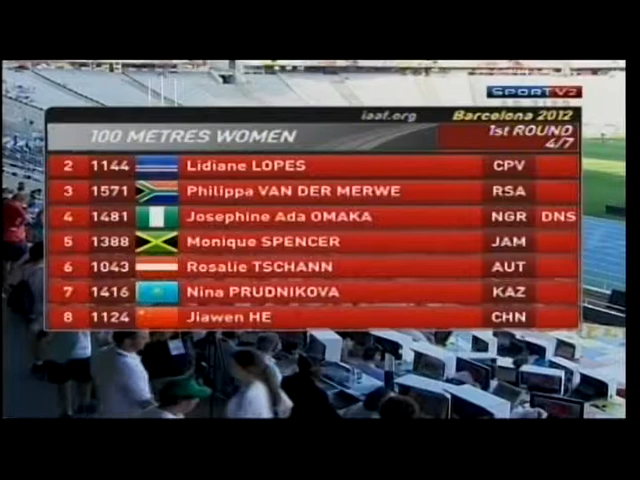 SPORTV2
iaaf.org Barcelona 2012
100 METRES WOMEN 1st ROUND
4/7
2 1144 Lidiane LOPES CPV
3 1571 Philippa VAN DER MERWE RSA
4 1481 Josephine Ada OMAKA NGR DNS
5 1388 Monique SPENCER JAM
6 1043 Rosalie TSCHANN AUT
7 1416 Nina PRUDNIKOVA KAZ
8 1124 Jiawen HE CHN